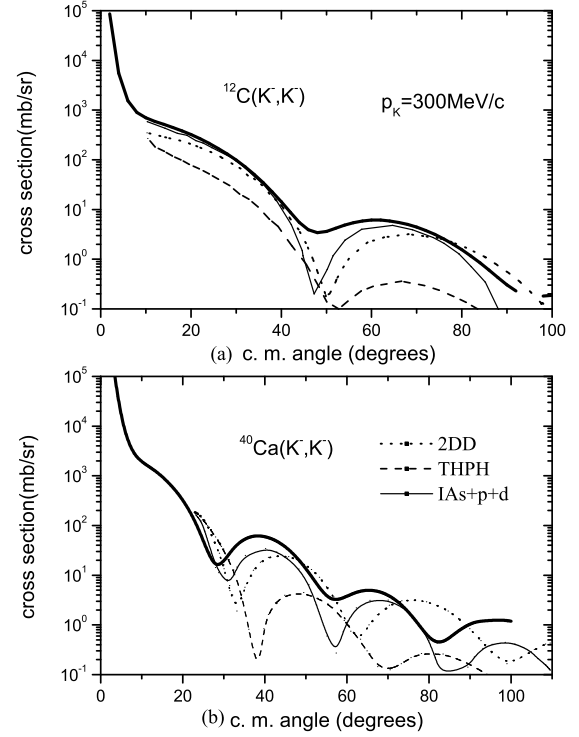 10^5
10^4
10^3
10^2
10^1
10^0
10^-1
cross section(mb/sr)
^12C(K^-,K^-)
p_K=300MeV/c
0 20 40 60 80 100
(a) c. m. angle (degrees)
10^5
10^4
10^3
10^2
10^1
10^0
10^-1
cross section(mb/sr)
^40Ca(K^-,K^-)
2DD
THPH
IAs+p+d
0 20 40 60 80 100
(b) c. m. angle (degrees)